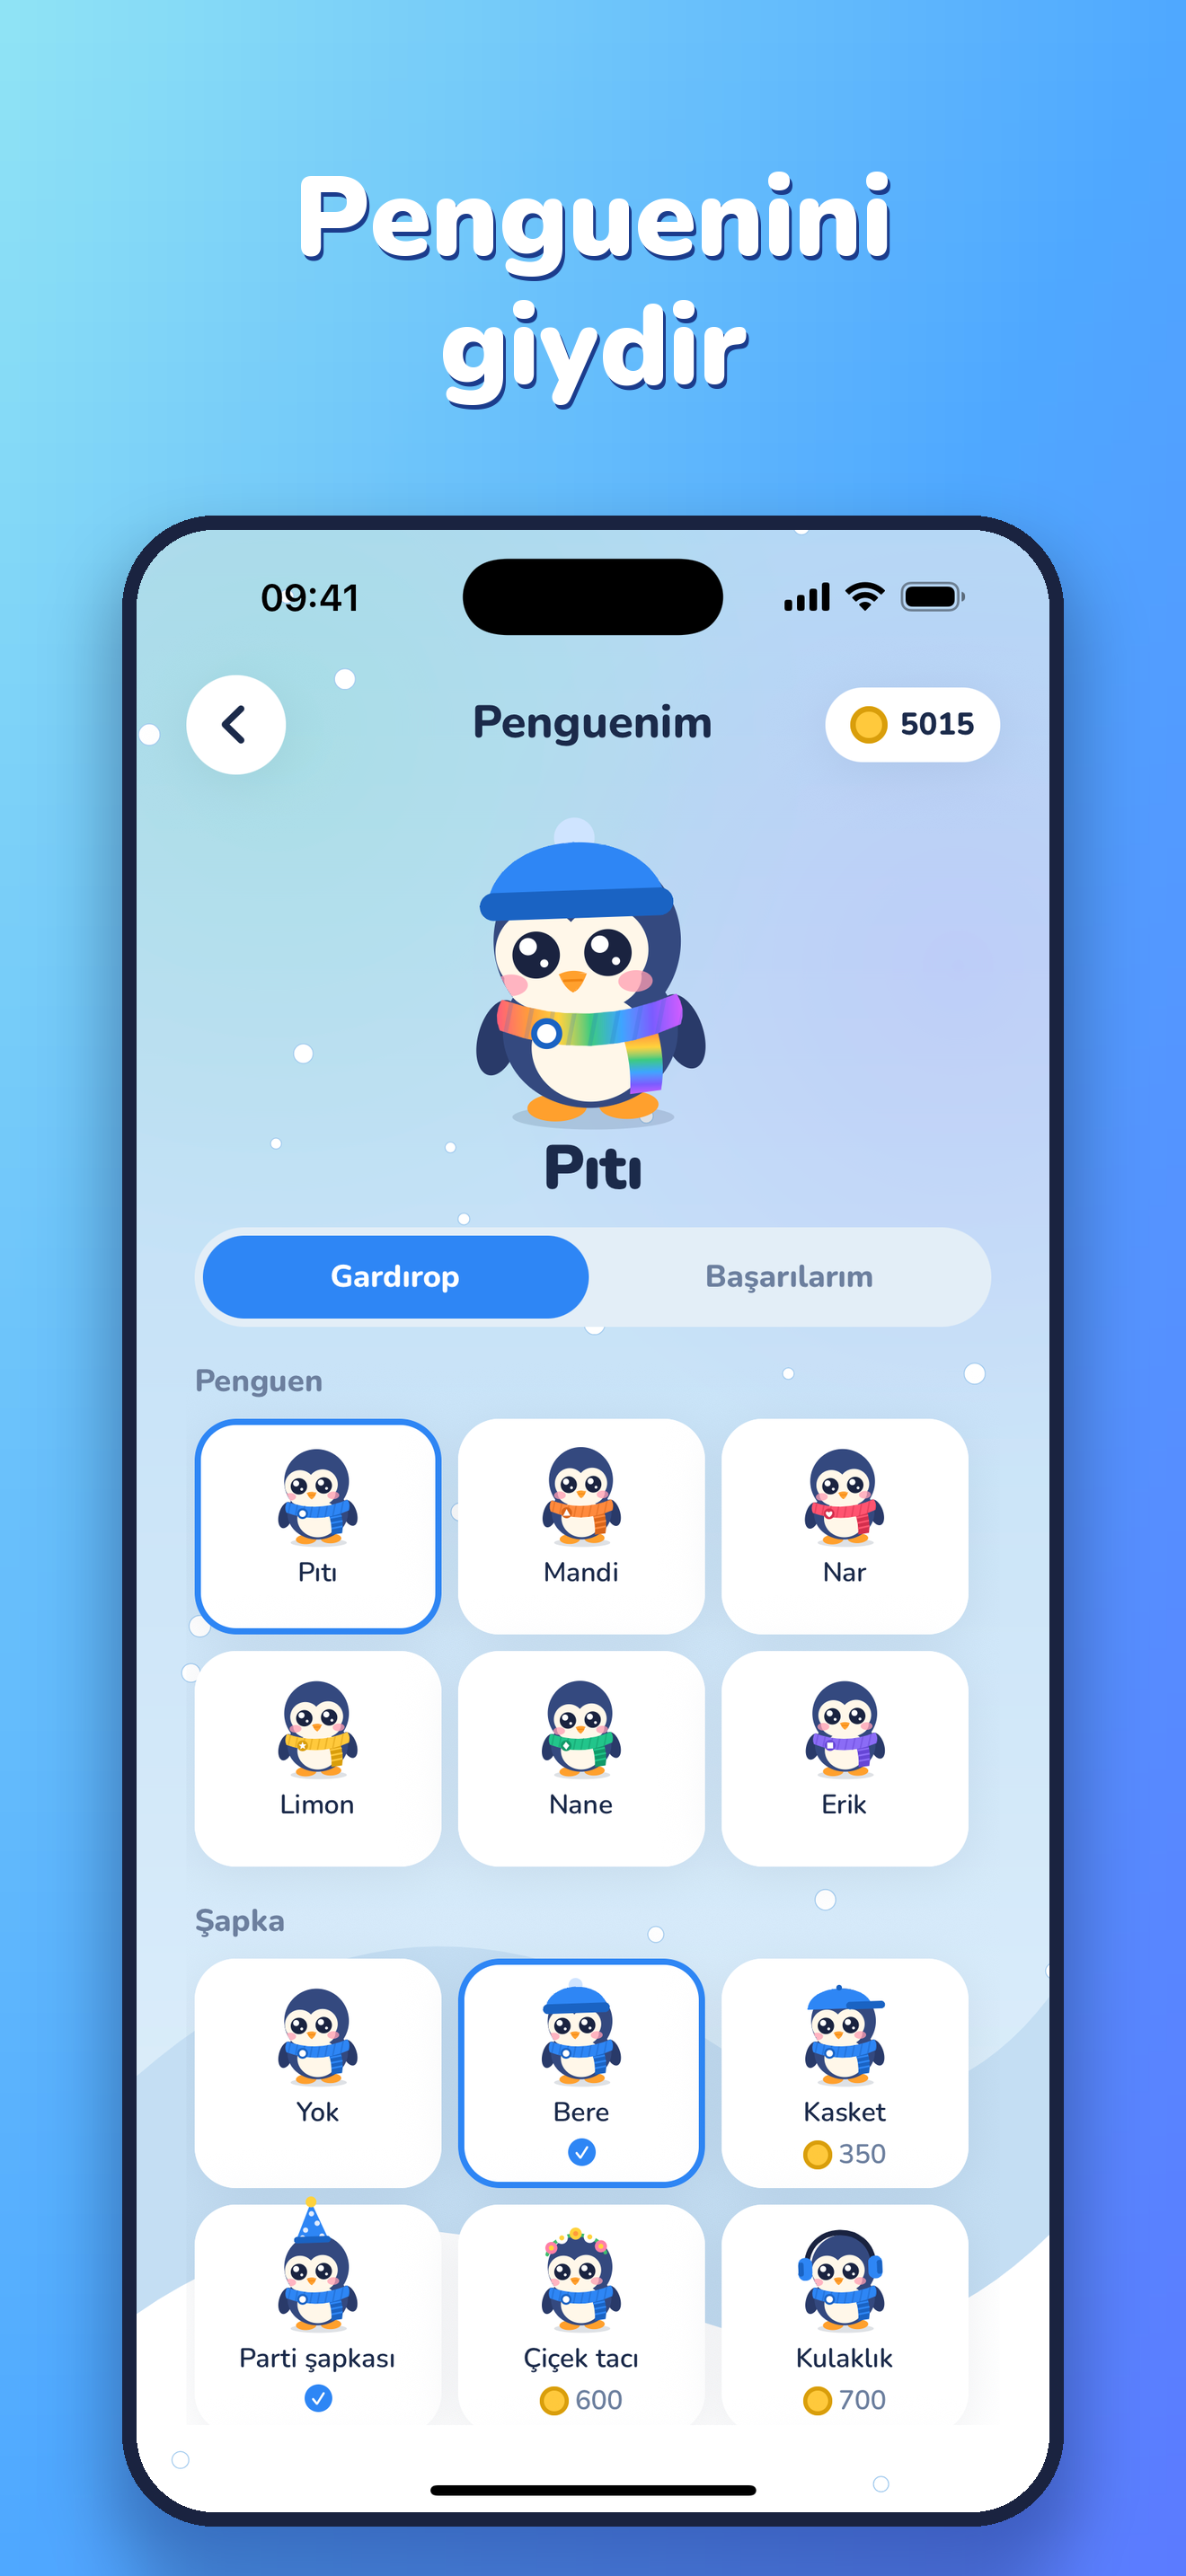 Penguenini
giydir
09:41
Penguenim
5015
Pıtı
Gardırop
Başarılarım
Penguen
Pıtı
Mandi
Nar
Limon
Nane
Erik
Şapka
Yok
Bere
Kasket
350
Parti şapkası
Çiçek tacı
600
Kulaklık
700